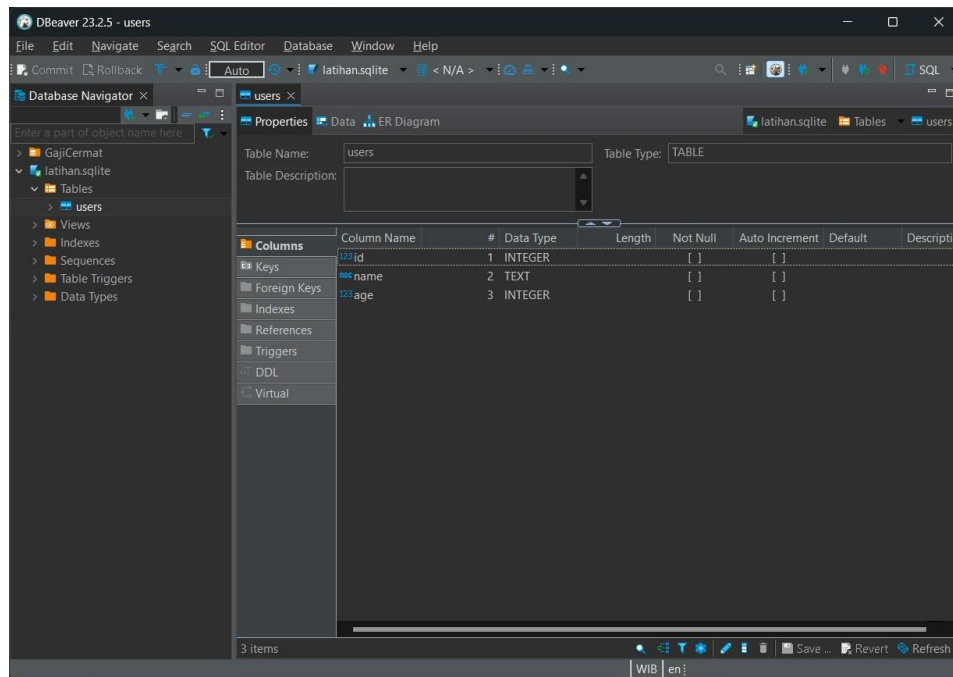 DBeaver 23.2.5 - users
File Edit Navigate Search SQL Editor Database Window Help
Commit Rollback Auto latihan.sqlite < N/A > SQL
Database Navigator
users
Properties Data ER Diagram latihan.sqlite Tables users
Enter a part of object name here
GajiCermat
latihan.sqlite
Tables
users
Views
Indexes
Sequences
Table Triggers
Data Types
Table Name: users Table Type: TABLE
Table Description:
Columns
Keys
Foreign Keys
Indexes
References
Triggers
DDL
Virtual
Column Name # Data Type Length Not Null Auto Increment Default Descripti
123 id 1 INTEGER [ ] [ ]
ABC name 2 TEXT [ ] [ ]
123 age 3 INTEGER [ ] [ ]
3 items Save ... Revert Refresh
WIB en